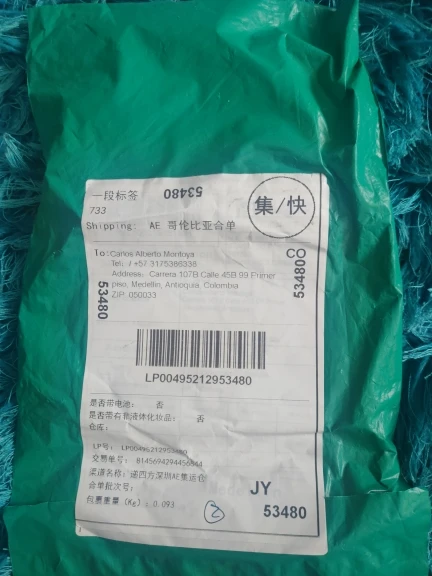 一段标签 53480
733
集/快
Shipping: AE 哥伦比亚合单
To: Carlos Alberto Montoya CO
Tel: / +57 3175386338
Address: Carrera 107B Calle 45B 99 Primer
piso, Medellin, Antioquia Colombia
ZIP: 050033
53480
53480
LP00495212953480
是否带电池: 否
是否带有非液体化妆品: 否
仓库:
LP号: LP00495212953480
交易单号: 8145694294456844
渠道名称: 递四方深圳AE集运仓
合单批次号:
包裹重量 (Kg): 0.093
2
JY
53480